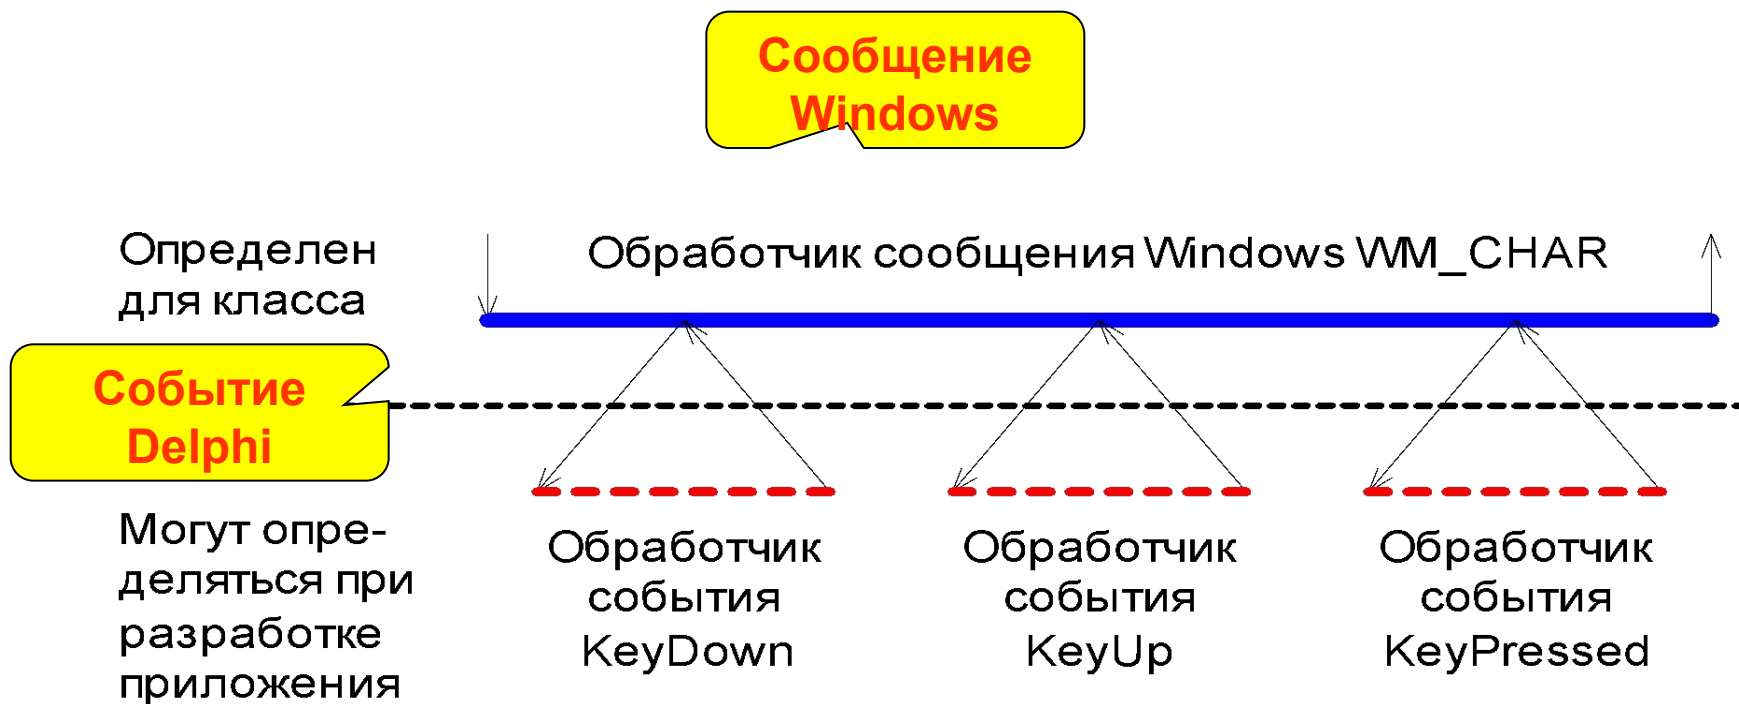 Сообщение
Windows
Определен
для класса
Обработчик сообщения Windows WM_CHAR
Событие
Delphi
Могут опре-
деляться при
разработке
приложения
Обработчик
события
KeyDown
Обработчик
события
KeyUp
Обработчик
события
KeyPressed